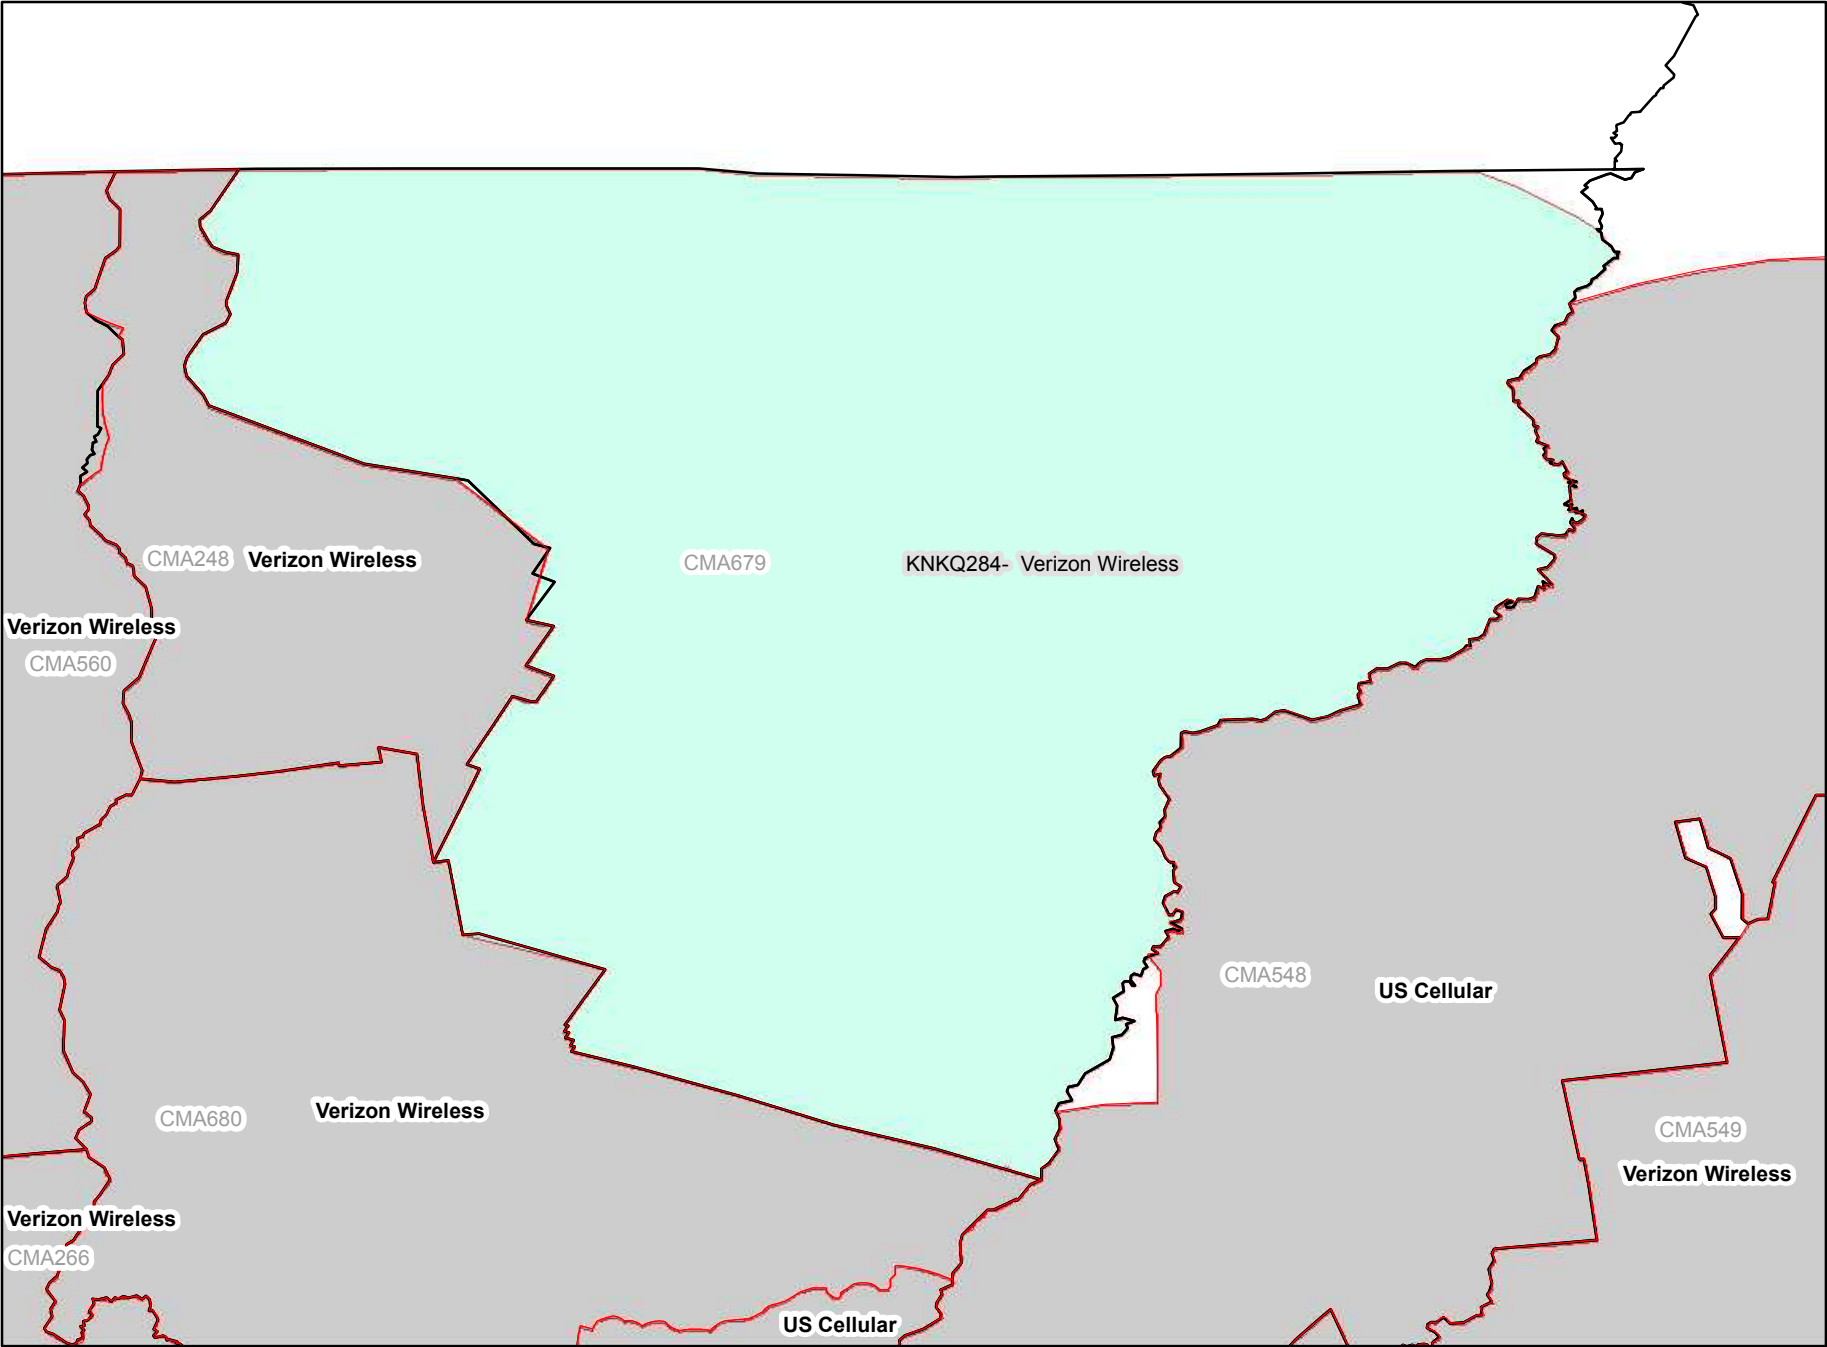 CMA248 Verizon Wireless
CMA679
KNKQ284- Verizon Wireless
Verizon Wireless
CMA560
CMA548
US Cellular
CMA680
Verizon Wireless
CMA549
Verizon Wireless
Verizon Wireless
CMA266
US Cellular